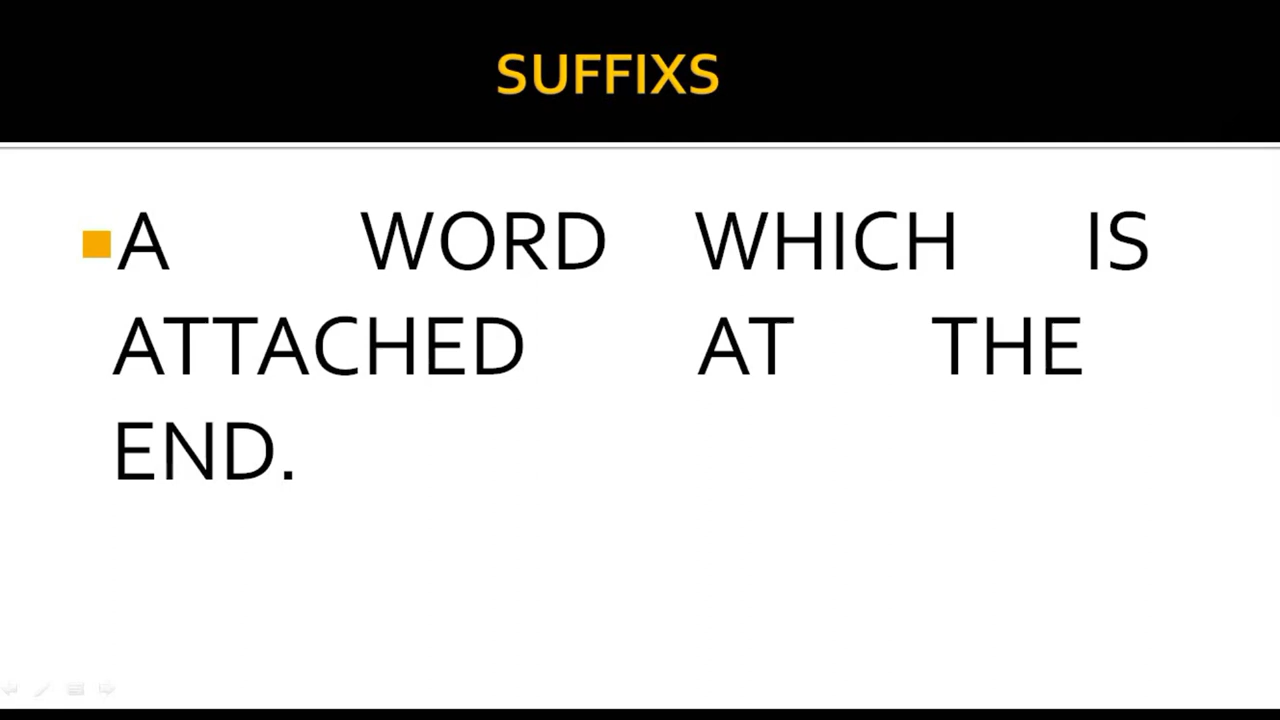 SUFFIXS
A WORD WHICH IS
ATTACHED AT THE
END.